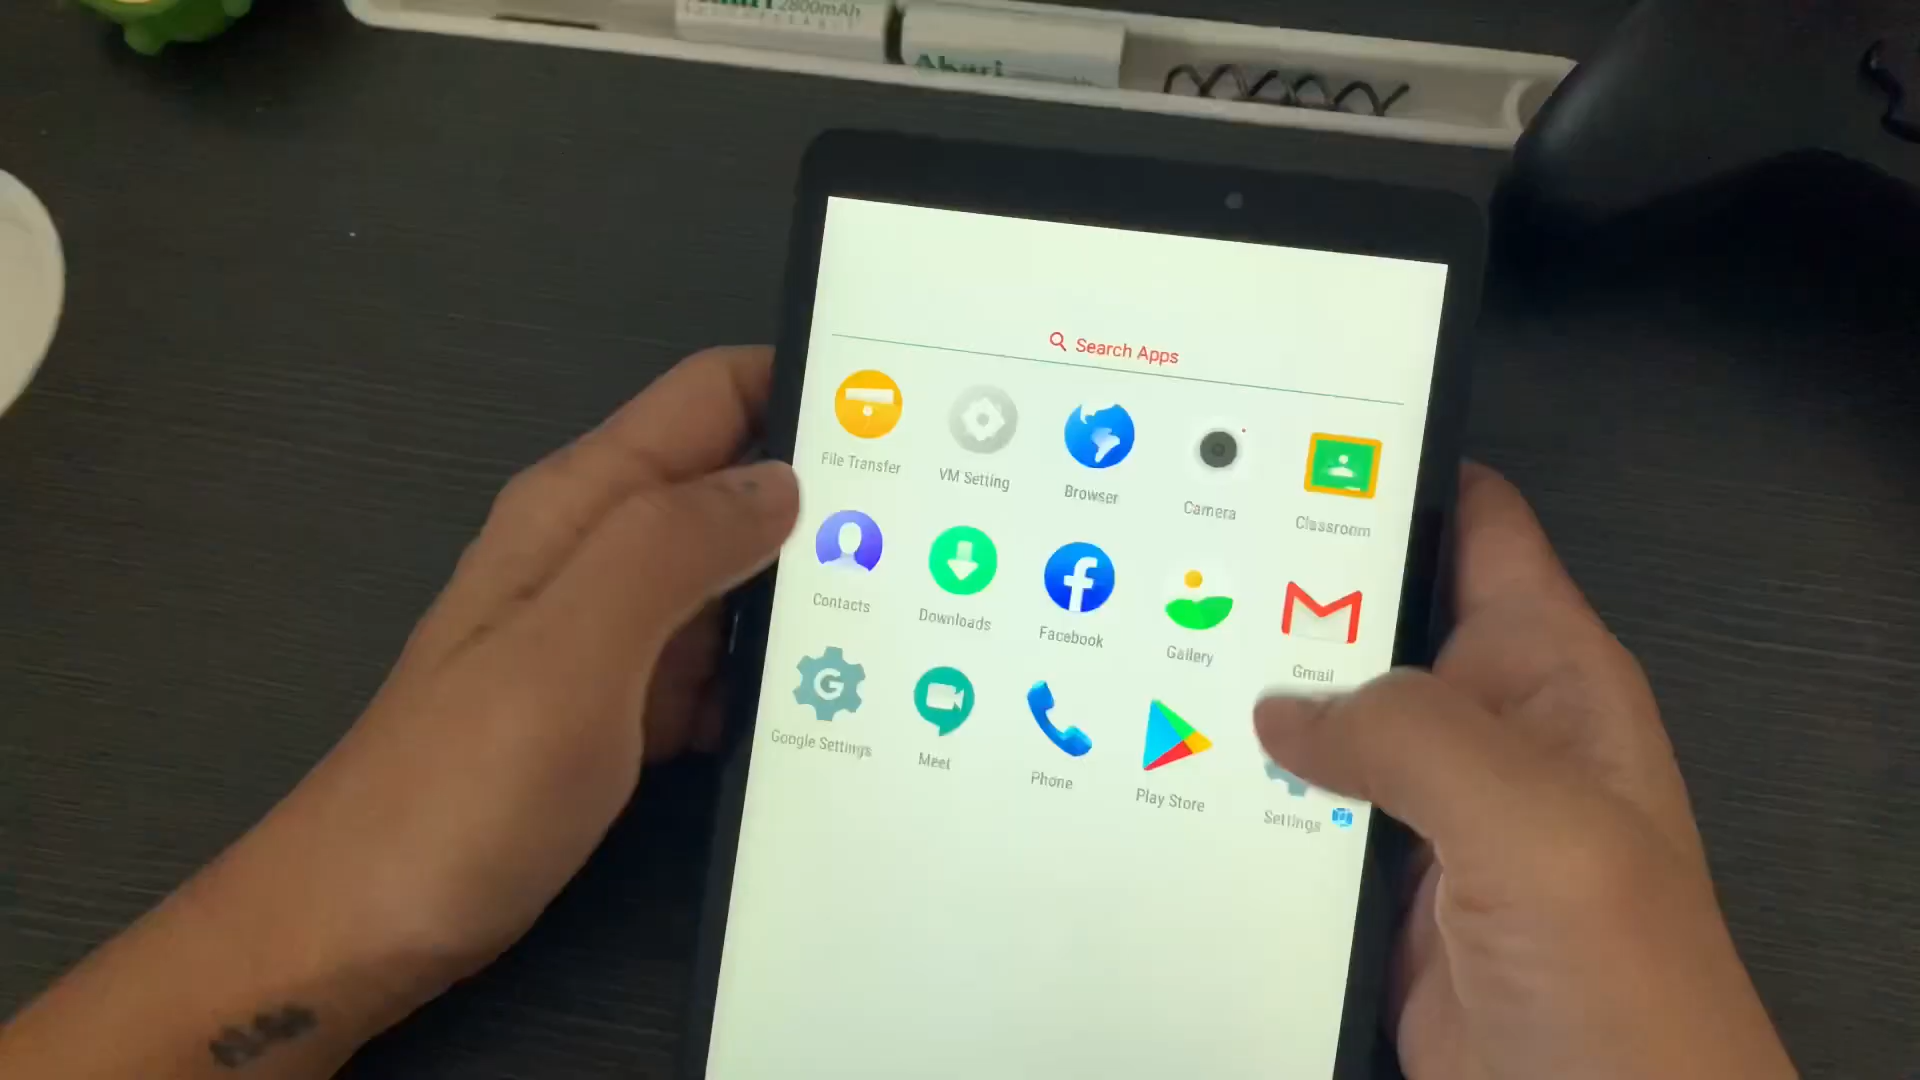 2800mAh
Search Apps
File Transfer
VM Setting
Browser
Camera
Classroom
Contacts
Downloads
Facebook
Gallery
Gmail
Google Settings
Meet
Phone
Play Store
Settings